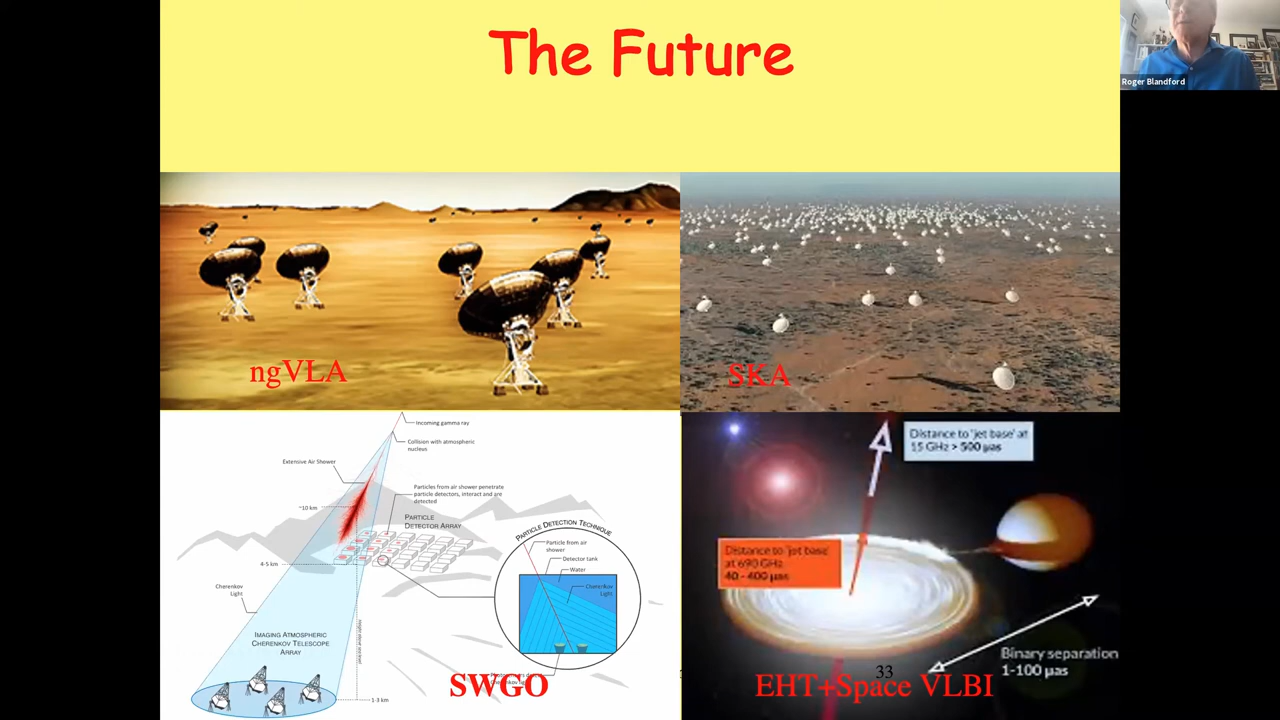 The Future
Roger Blandford
ngVLA
SKA
Incoming gamma ray
Collision with atmospheric
nucleus
Extensive Air Shower
Particles from air shower penetrate
particle detectors, interact and are
detected
~10 km
PARTICLE
DETECTOR ARRAY
4-5 km
Cherenkov
Light
IMAGING ATMOSPHERIC
CHERENKOV TELESCOPE
ARRAY
1-3 km
PARTICLE DETECTION TECHNIQUE
Particle from air
shower
Detector tank
Water
Cherenkov
Light
SWGO
Distance to 'jet base' at
15 GHz > 500 µas
Distance to 'jet base'
at 690 GHz
40 - 400 µas
Binary separation
1-100 µas
33
EHT+Space VLBI